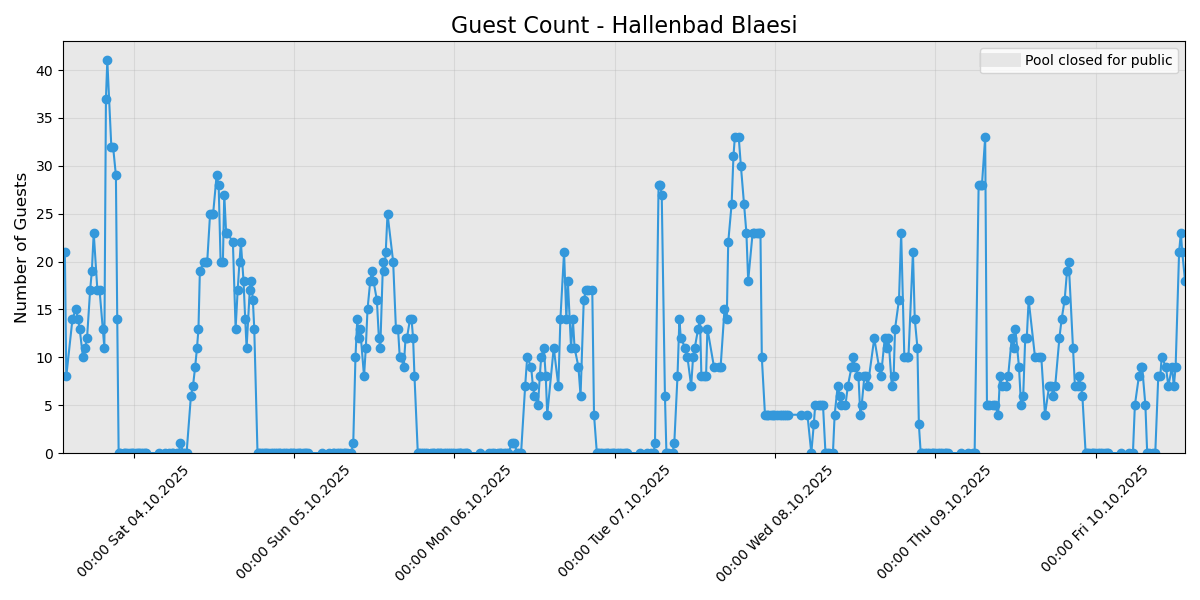 Guest Count - Hallenbad Blaesi
Pool closed for public
Number of Guests
40
35
30
25
20
15
10
5
0
00:00 Sat 04.10.2025
00:00 Sun 05.10.2025
00:00 Mon 06.10.2025
00:00 Tue 07.10.2025
00:00 Wed 08.10.2025
00:00 Thu 09.10.2025
00:00 Fri 10.10.2025